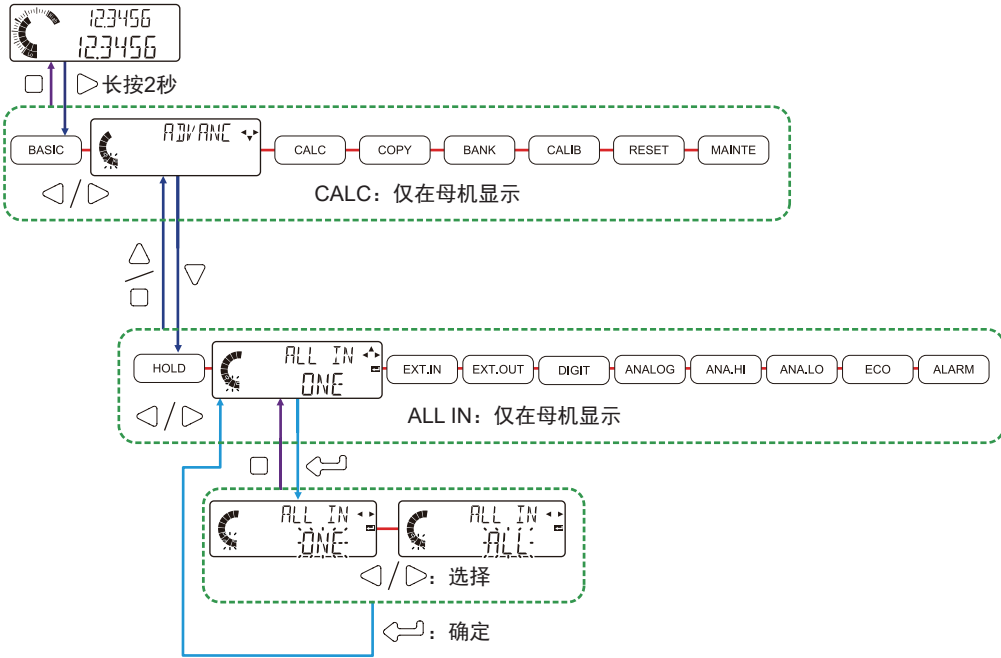 12.3456
12.3456
长按2秒
BASIC
ADVANE
CALC
COPY
BANK
CALIB
RESET
MAINTE
CALC：仅在母机显示
HOLD
ALL IN
ONE
EXT.IN
EXT.OUT
DIGIT
ANALOG
ANA.HI
ANA.LO
ECO
ALARM
ALL IN：仅在母机显示
ALL IN
ONE
ALL IN
ALL
：选择
：确定